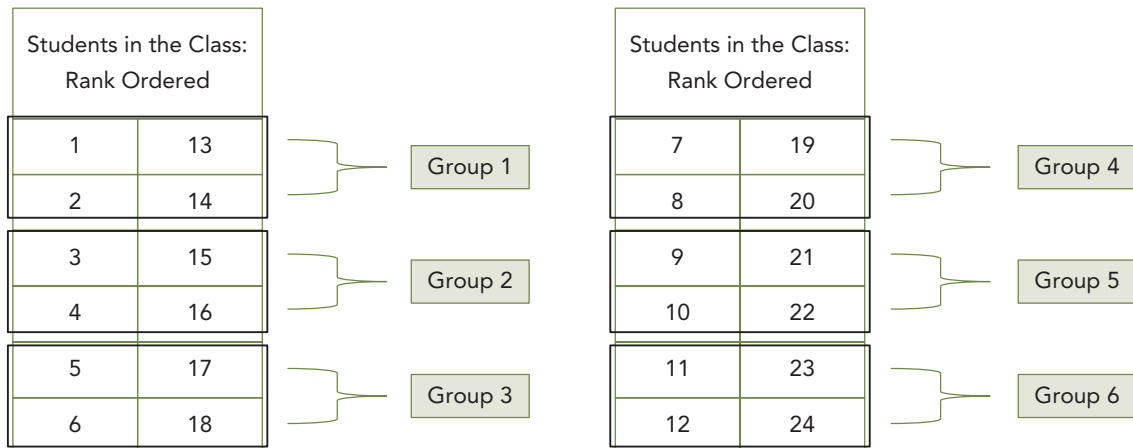 Students in the Class:
Rank Ordered
1 13
2 14
Group 1
3 15
4 16
Group 2
5 17
6 18
Group 3
Students in the Class:
Rank Ordered
7 19
8 20
Group 4
9 21
10 22
Group 5
11 23
12 24
Group 6